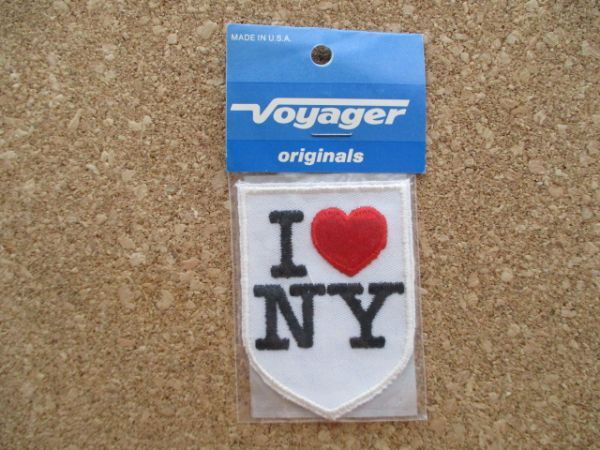 MADE IN U.S.A.
Voyager
originals
I ❤
NY